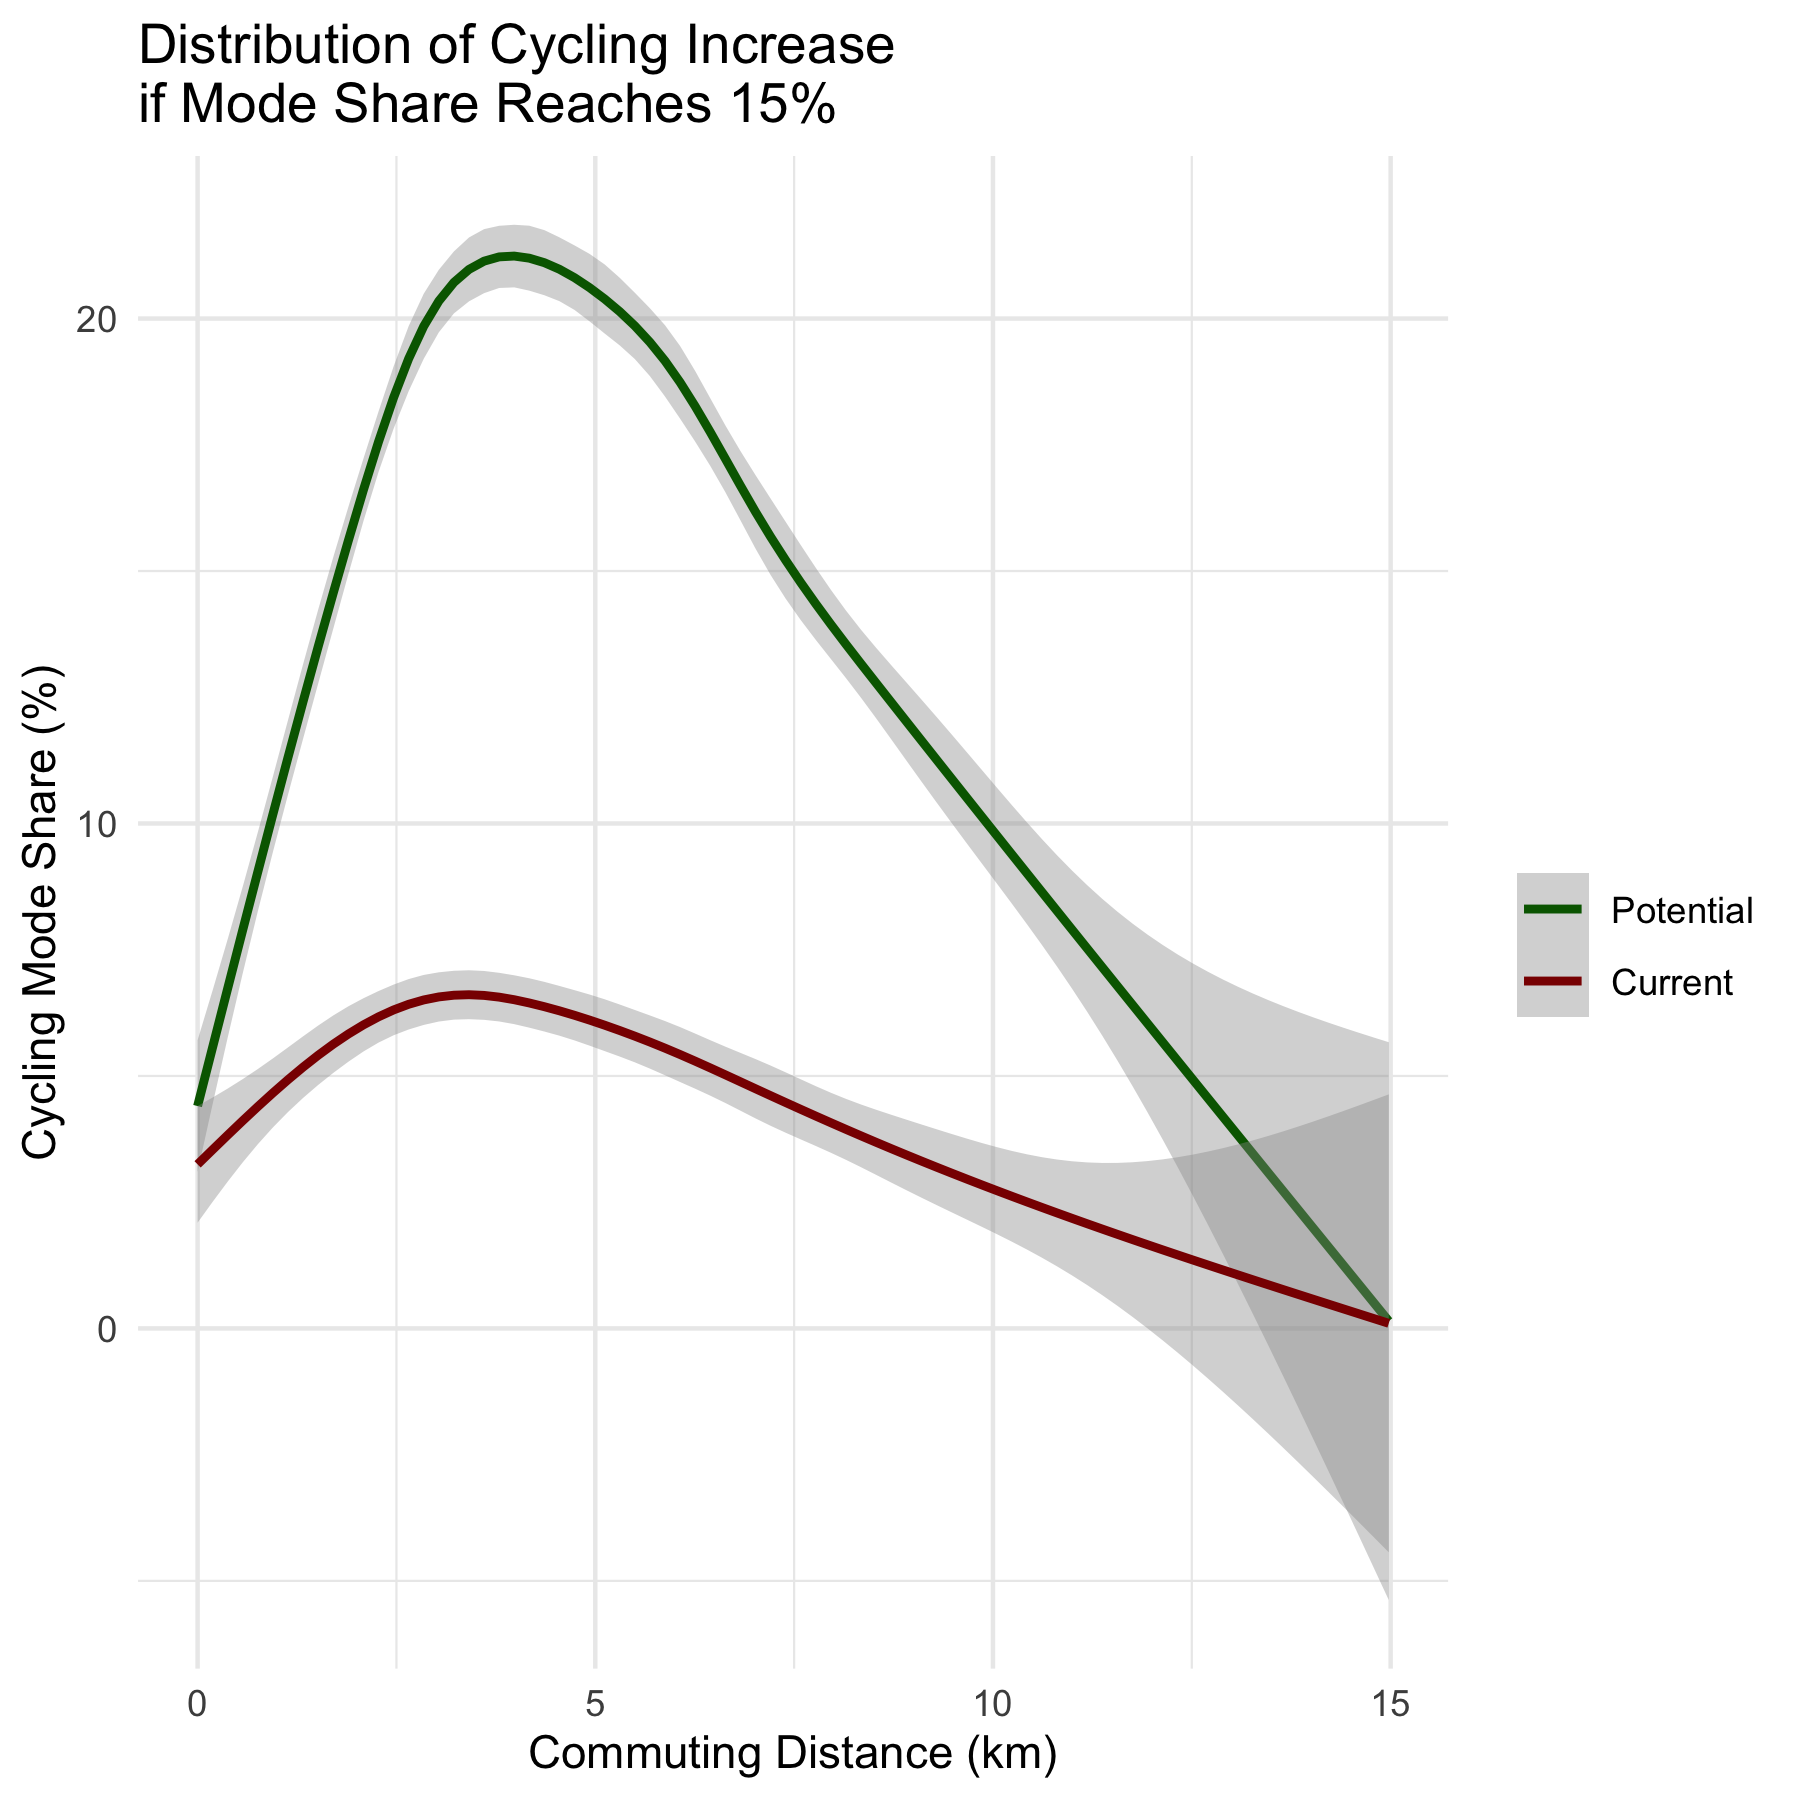 Distribution of Cycling Increase
if Mode Share Reaches 15%
Cycling Mode Share (%)
20
10
0
0
5
10
15
Commuting Distance (km)
Potential
Current